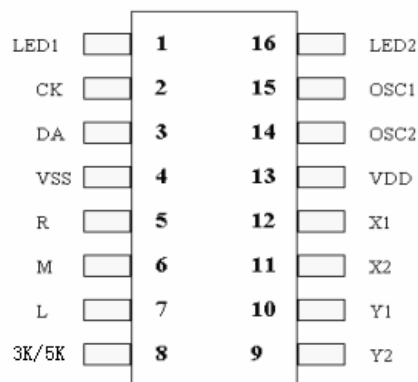 LED1 1 16 LED2
CK 2 15 OSC1
DA 3 14 OSC2
VSS 4 13 VDD
R 5 12 X1
M 6 11 X2
L 7 10 Y1
3K/5K 8 9 Y2